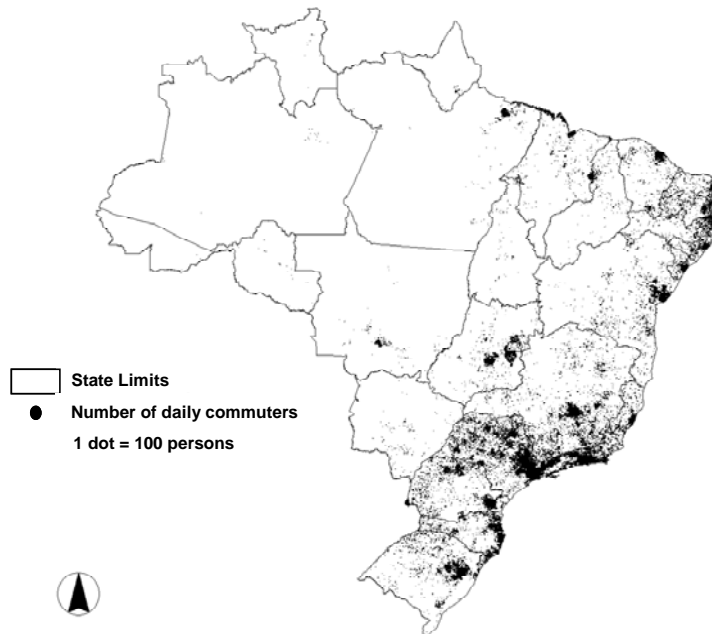 State Limits
Number of daily commuters
1 dot = 100 persons